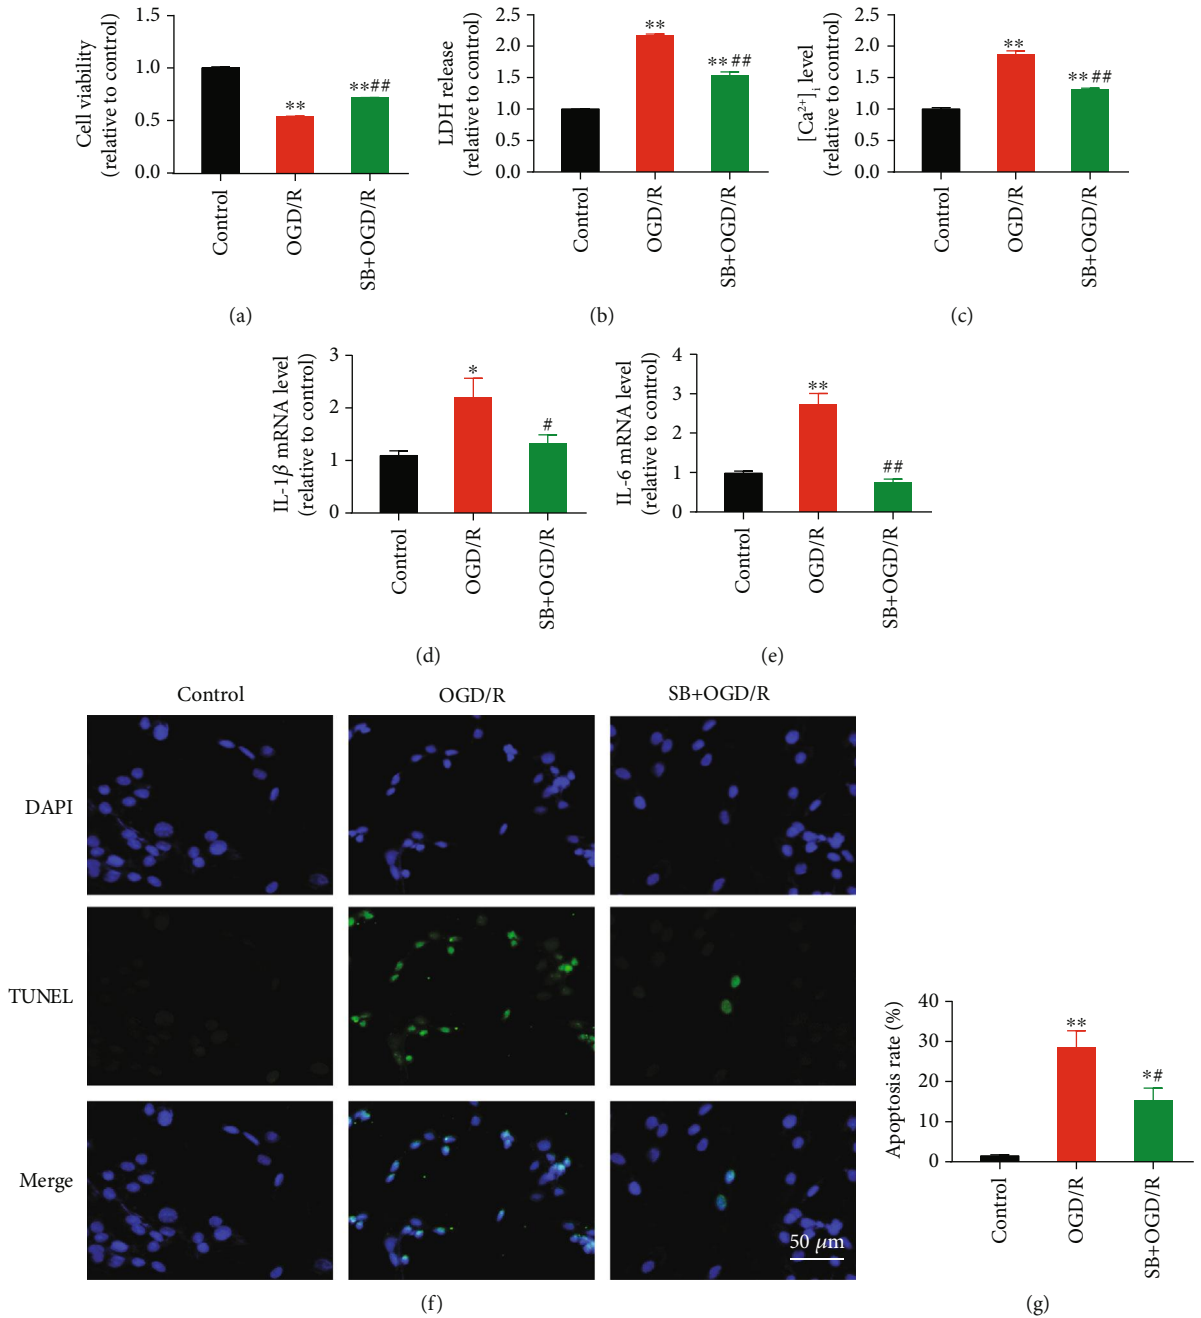 Cell viability
(relative to control)
1.5
1.0
0.5
0.0
**
**##
Control
OGD/R
SB+OGD/R
(a)
LDH release
(relative to control)
2.5
2.0
1.5
1.0
0.5
0.0
**
**##
Control
OGD/R
SB+OGD/R
(b)
[Ca²⁺]ᵢ level
(relative to control)
2.5
2.0
1.5
1.0
0.5
0.0
**
**##
Control
OGD/R
SB+OGD/R
(c)
IL-1β mRNA level
(relative to control)
3
2
1
0
*
#
Control
OGD/R
SB+OGD/R
(d)
IL-6 mRNA level
(relative to control)
4
3
2
1
0
**
##
Control
OGD/R
SB+OGD/R
(e)
Control OGD/R SB+OGD/R
DAPI
TUNEL
Merge
50 μm
(f)
Apoptosis rate (%)
40
30
20
10
0
**
*#
Control
OGD/R
SB+OGD/R
(g)